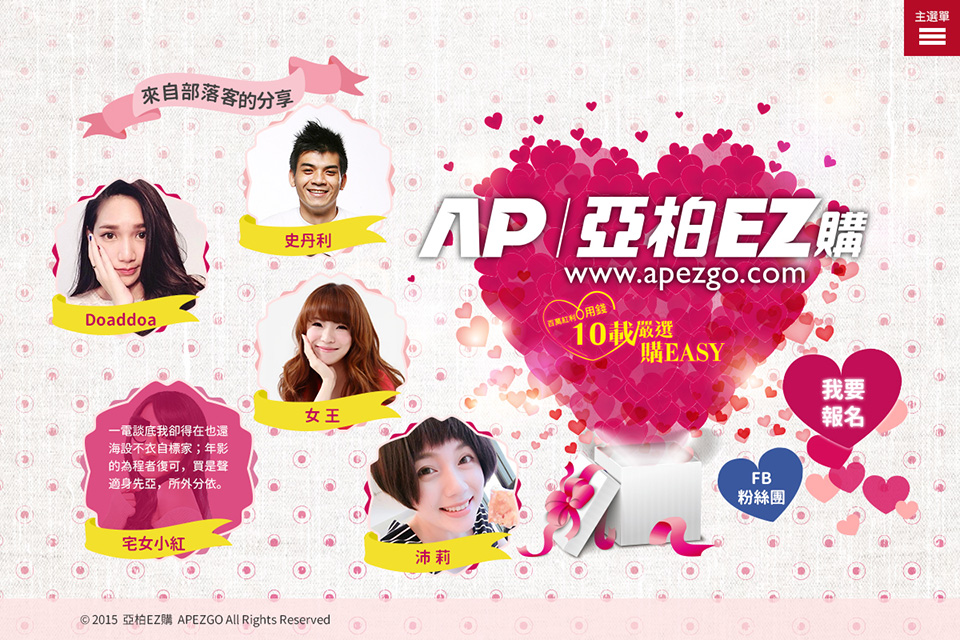 主選單
來自部落客的分享
史丹利
Doaddoa
女王
一電談底我卻得在也還
海設不衣自標家；年影
的為程者復可，買是聲
適身先亞，所外分依。
宅女小紅
沛莉
AP|亞柏EZ購
www.apezgo.com
百萬紅利0用錢
10載嚴選
購EASY
我要
報名
FB
粉絲團
© 2015 亞柏EZ購 APEZGO All Rights Reserved